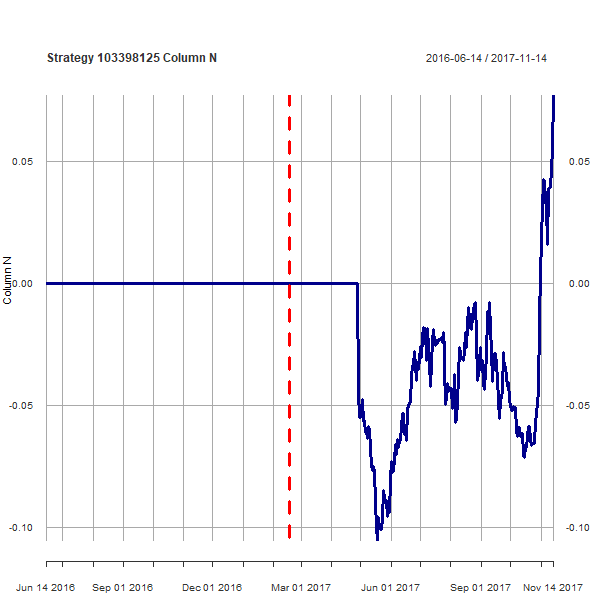 Strategy 103398125 Column N 2016-06-14 / 2017-11-14
0.05 0.05
0.00 0.00
Column N
-0.05 -0.05
-0.10 -0.10
Jun 14 2016 Sep 01 2016 Dec 01 2016 Mar 01 2017 Jun 01 2017 Sep 01 2017 Nov 14 2017